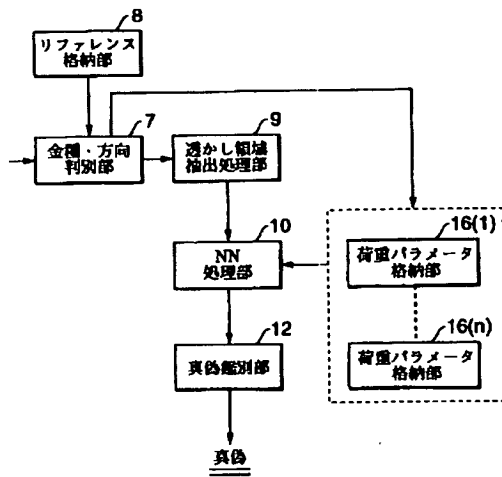 8
リファレンス
格納部
7
金種・方向
判別部
9
透かし領域
抽出処理部
10
NN
処理部
16(1)
荷重パラメータ
格納部
16(n)
荷重パラメータ
格納部
12
真偽鑑別部
真偽